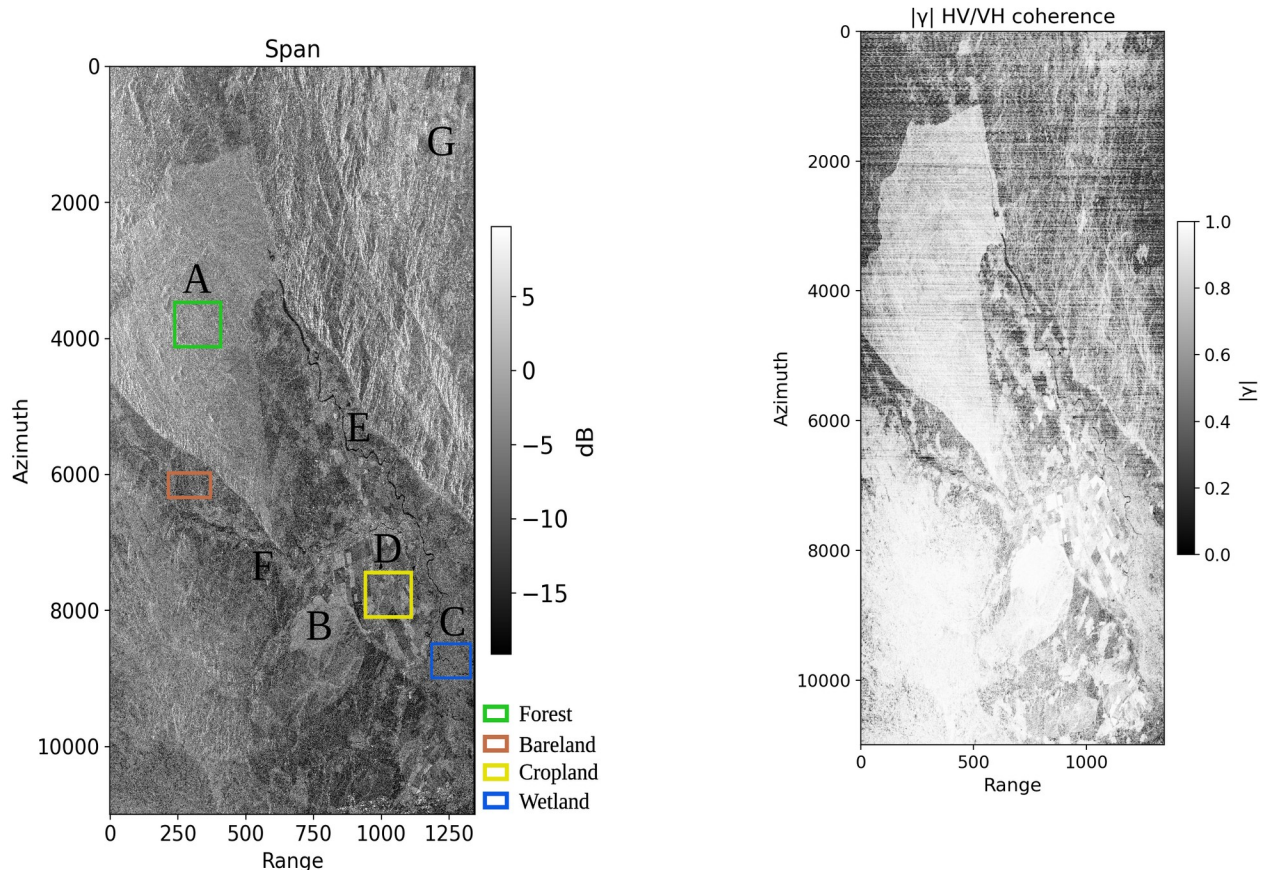 Span
0
2000
4000
6000
8000
10000
Azimuth
0 250 500 750 1000 1250
Range
A
B
C
D
E
F
G
5
0
−5
−10
−15
dB
Forest
Bareland
Cropland
Wetland
|γ| HV/VH coherence
0
2000
4000
6000
8000
10000
Azimuth
0 500 1000
Range
1.0
0.8
0.6
0.4
0.2
0.0
|γ|